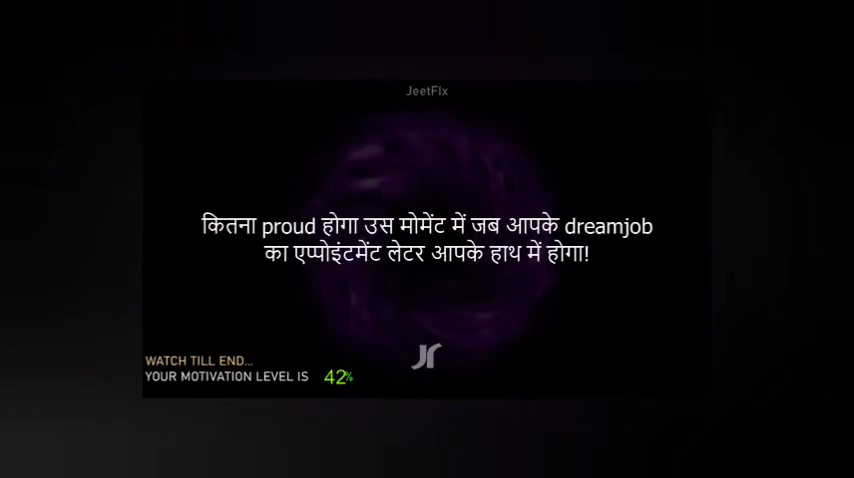 JeetFlx
कितना proud होगा उस मोमेंट में जब आपके dreamjob
का एप्पोइंटमेंट लेटर आपके हाथ में होगा!
WATCH TILL END...
YOUR MOTIVATION LEVEL IS 42%